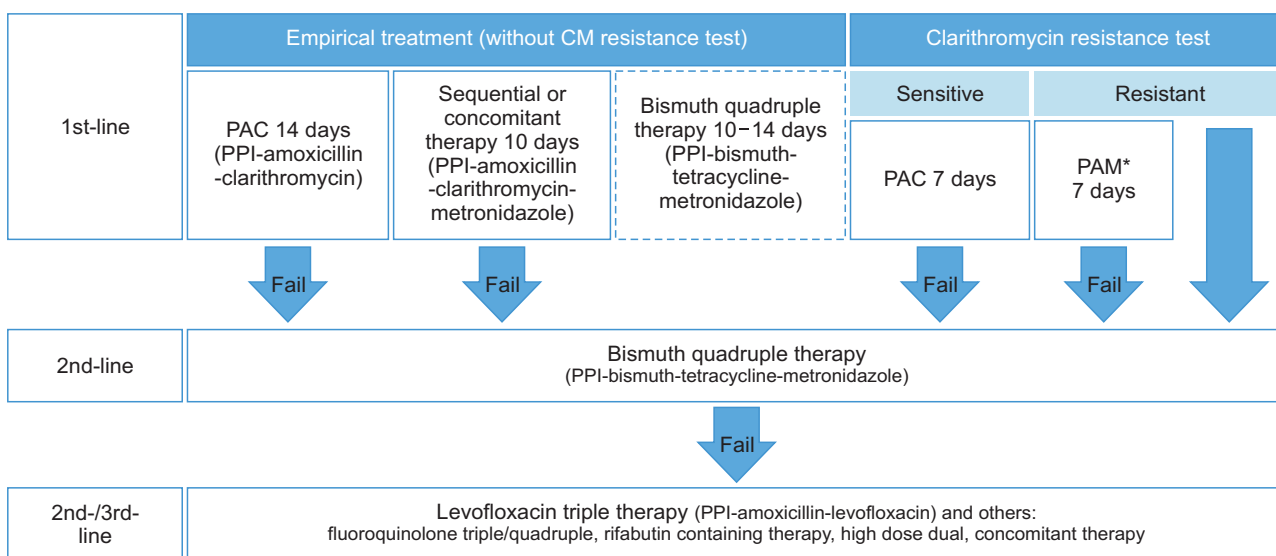 Empirical treatment (without CM resistance test)
Clarithromycin resistance test
1st-line
PAC 14 days
(PPI-amoxicillin
-clarithromycin)
Sequential or
concomitant
therapy 10 days
(PPI-amoxicillin
-clarithromycin-
metronidazole)
Bismuth quadruple
therapy 10−14 days
(PPI-bismuth-
tetracycline-
metronidazole)
Sensitive
Resistant
PAC 7 days
PAM*
7 days
Fail
Fail
Fail
Fail
2nd-line
Bismuth quadruple therapy
(PPI-bismuth-tetracycline-metronidazole)
Fail
2nd-/3rd-
line
Levofloxacin triple therapy (PPI-amoxicillin-levofloxacin) and others:
fluoroquinolone triple/quadruple, rifabutin containing therapy, high dose dual, concomitant therapy